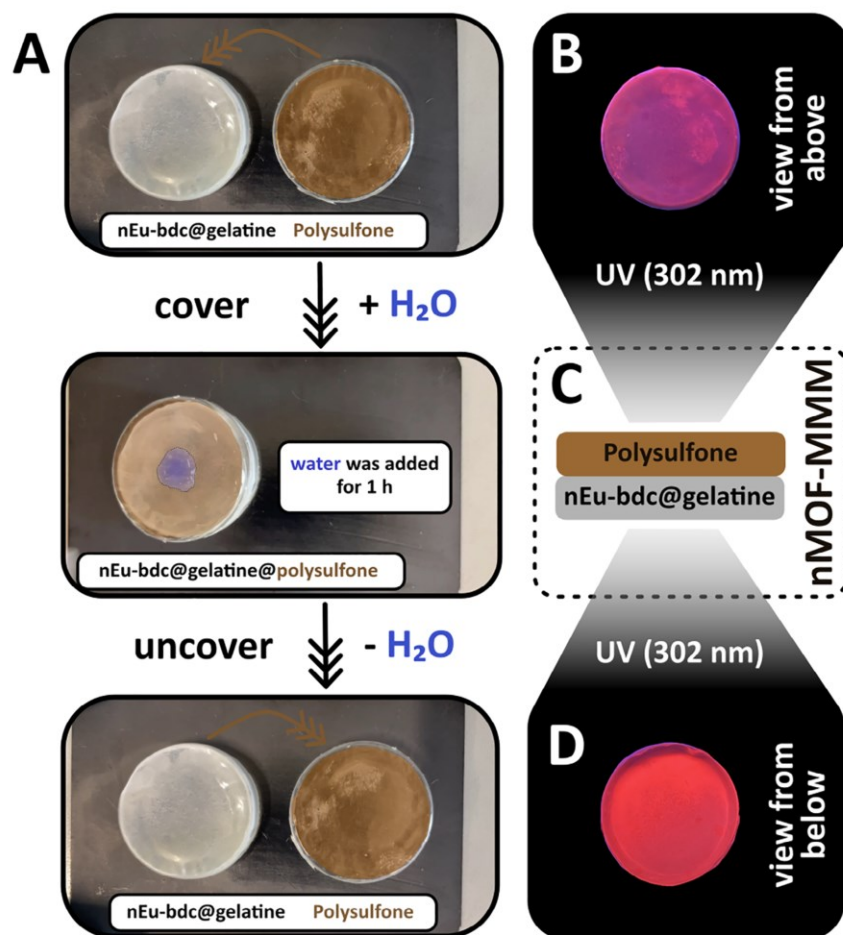 A
nEu-bdc@gelatine Polysulfone
cover + H₂O
water was added
for 1 h
nEu-bdc@gelatine@polysulfone
uncover - H₂O
nEu-bdc@gelatine Polysulfone
B
view from
above
UV (302 nm)
C
Polysulfone
nEu-bdc@gelatine
nMOF-MMM
UV (302 nm)
D
view from
below